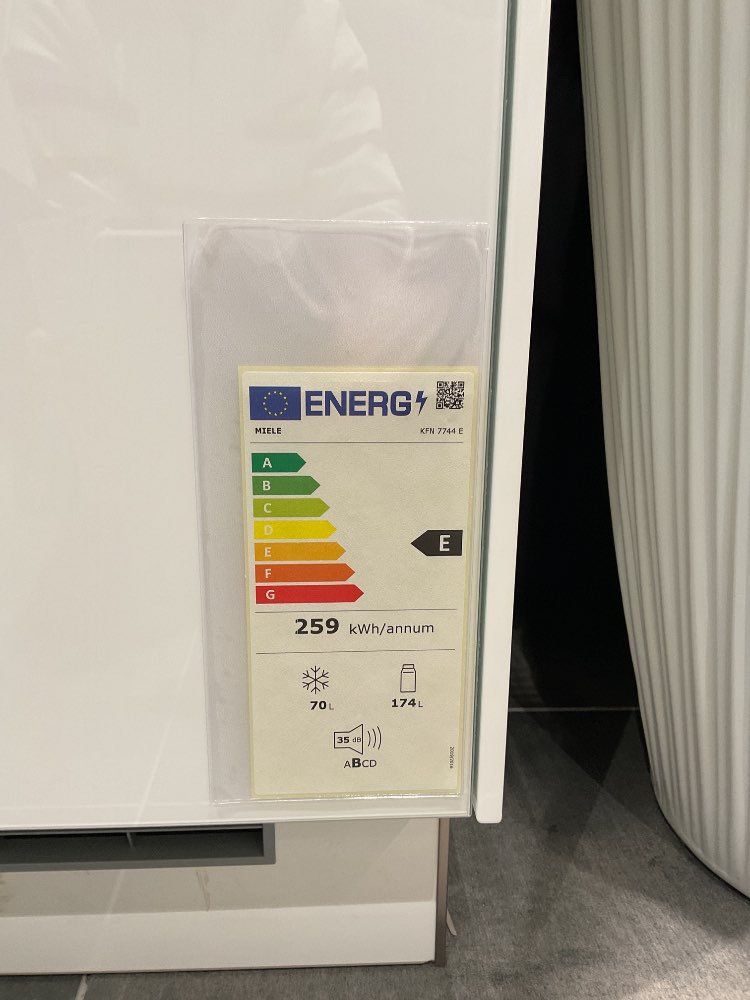 ENERG
MIELE KFN 7744 E
A
B
C
D
E
E
F
G
259 kWh/annum
70 L 174 L
35 dB
ABCD